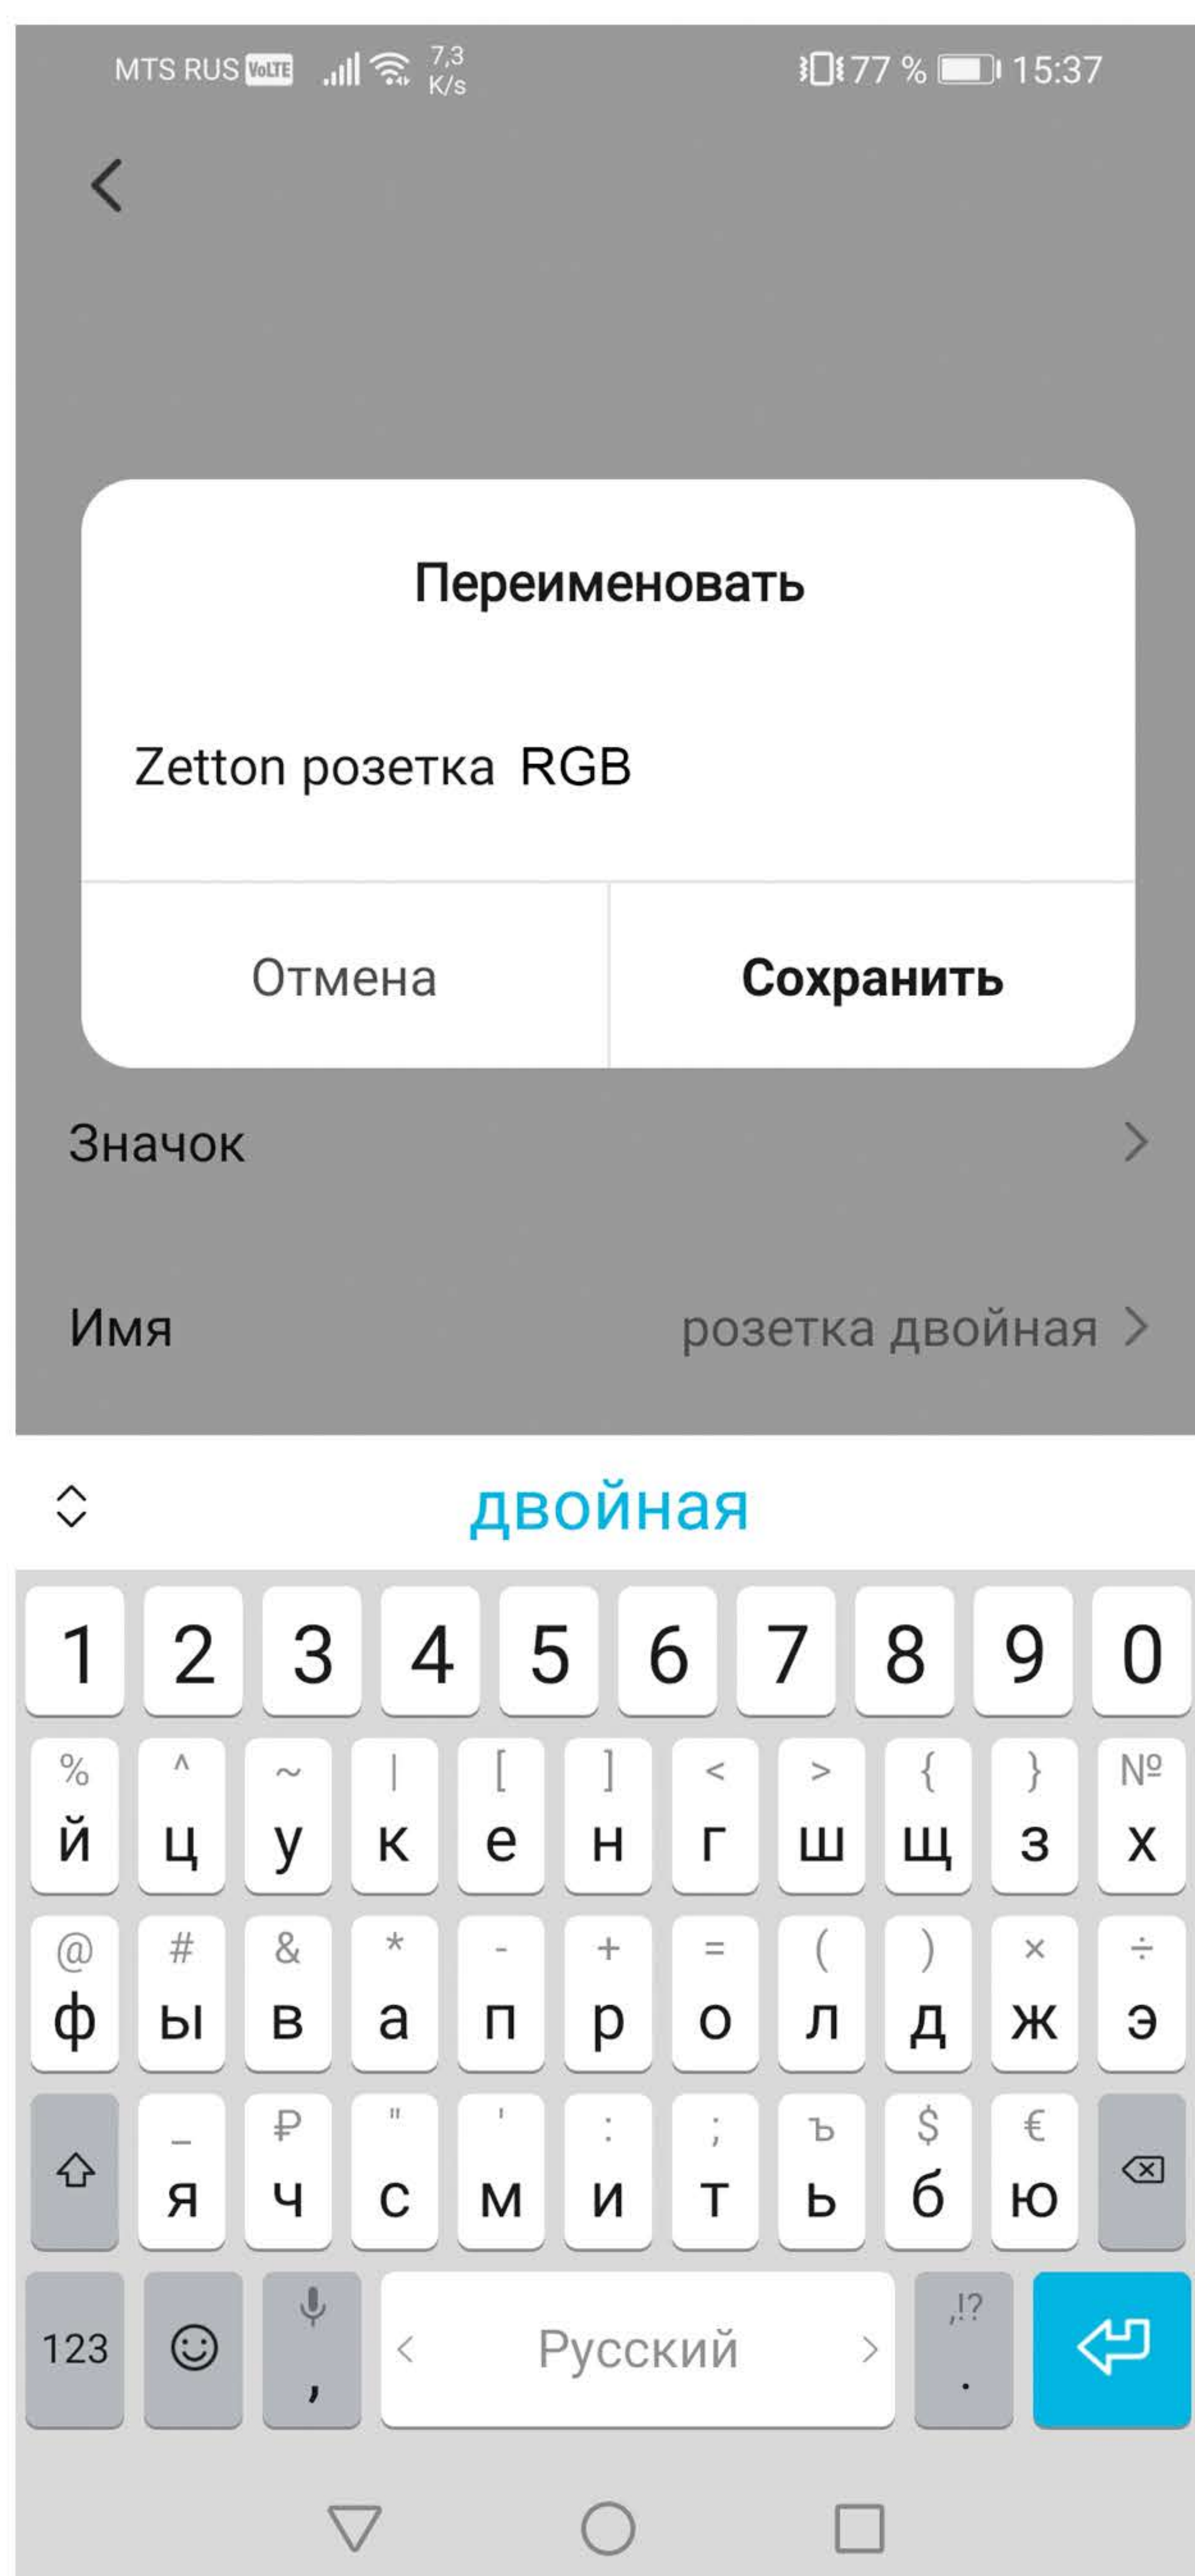 MTS RUS VoLTE 7,3 K/s 77 % 15:37
Переименовать
Zetton розетка RGB
Отмена Сохранить
Значок
Имя розетка двойная
двойная
1 2 3 4 5 6 7 8 9 0
% ^ ~ | [ ] < > { } №
й ц у к е н г ш щ з х
@ # & * - + = ( ) × ÷
ф ы в а п р о л д ж э
_ ₽ " ' : ; ъ $ €
я ч с м и т ь б ю
,!?
123 , < Русский > .